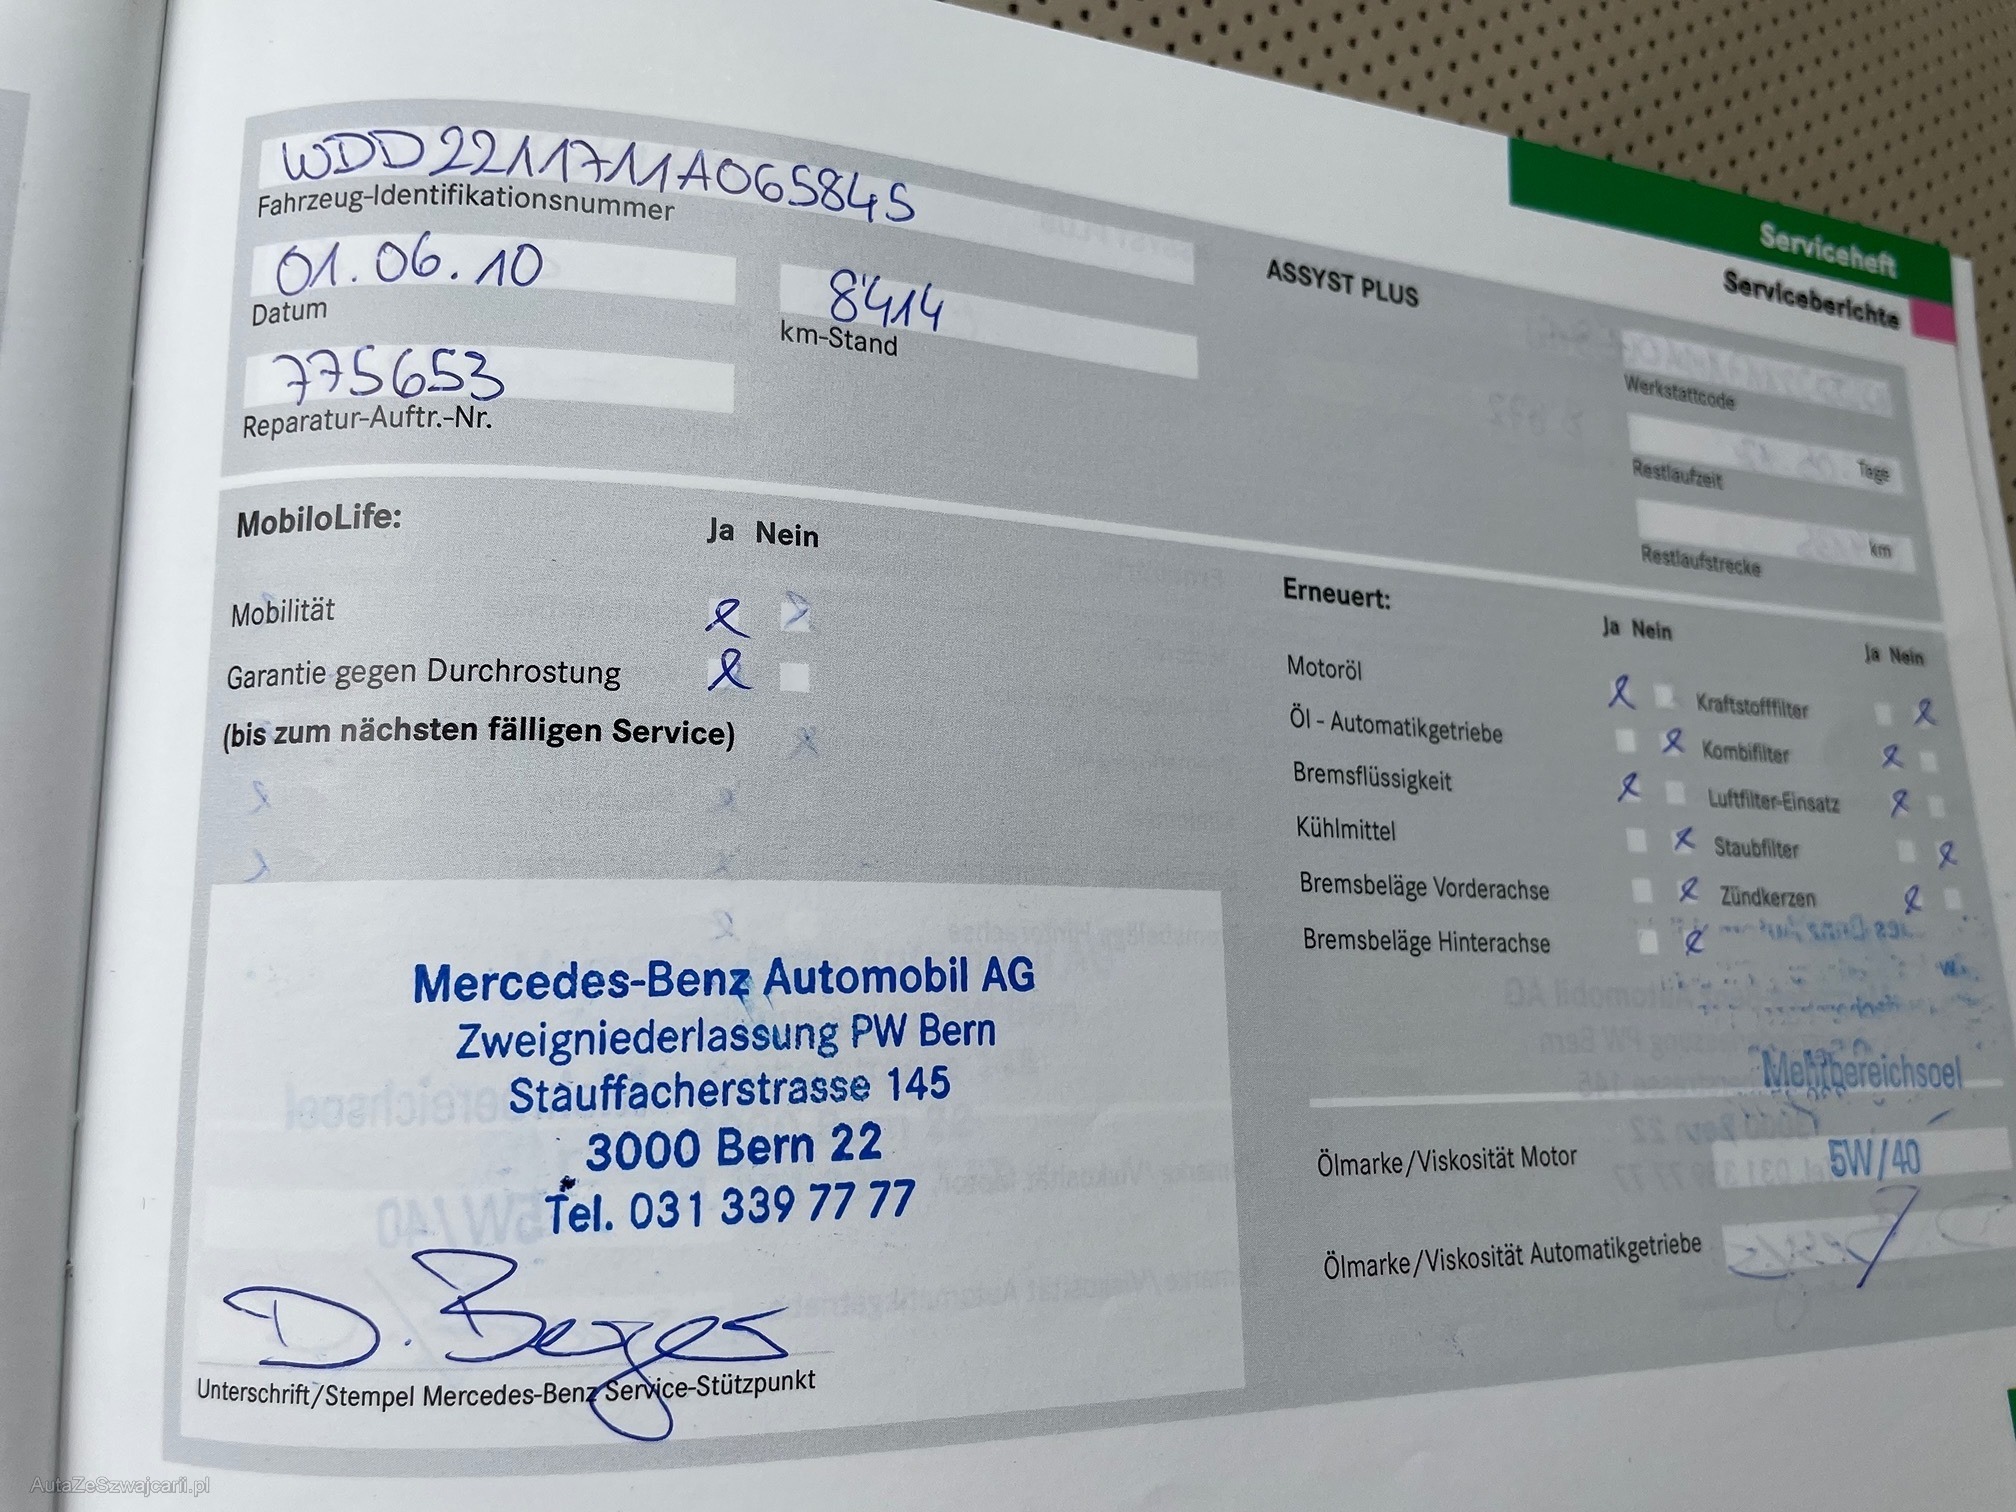 Serviceheft
Serviceberichte
WDD2211711A065845
Fahrzeug-Identifikationsnummer
01.06.10
Datum
8'414
km-Stand
775653
Reparatur-Auftr.-Nr.
ASSYST PLUS
Werkstattcode
Tage
Restlaufzeit
km
Restlaufstrecke
MobiloLife:
Ja Nein
Mobilität
Garantie gegen Durchrostung
(bis zum nächsten fälligen Service)
Erneuert:
Ja Nein
Ja Nein
Motoröl
Kraftstofffilter
Öl - Automatikgetriebe
Kombifilter
Bremsflüssigkeit
Luftfilter-Einsatz
Kühlmittel
Staubfilter
Bremsbeläge Vorderachse
Zündkerzen
Bremsbeläge Hinterachse
Mehrbereichsoel
Ölmarke/Viskosität Motor
5W/40
Ölmarke/Viskosität Automatikgetriebe
Mercedes-Benz Automobil AG
Zweigniederlassung PW Bern
Stauffacherstrasse 145
3000 Bern 22
Tel. 031 339 77 77
D. Berger
Unterschrift/Stempel Mercedes-Benz Service-Stützpunkt
AutaZeSzwajcarii.pl